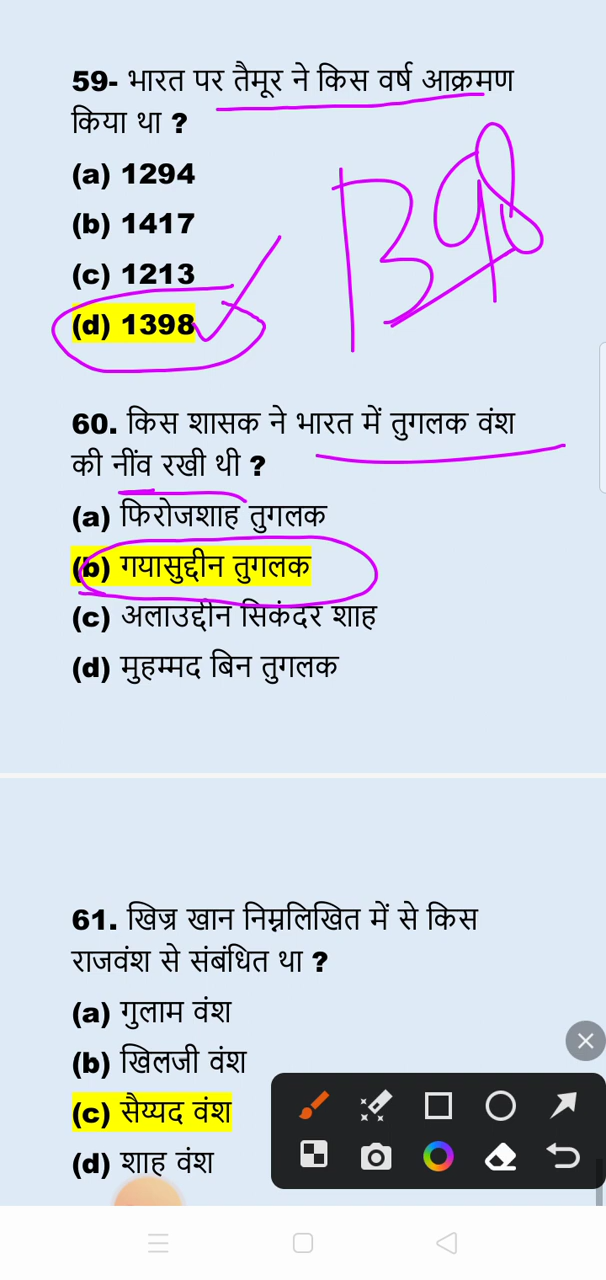 59- भारत पर तैमूर ने किस वर्ष आक्रमण
किया था ?
(a) 1294
(b) 1417
(c) 1213
(d) 1398
1398
60. किस शासक ने भारत में तुगलक वंश
की नींव रखी थी ?
(a) फिरोजशाह तुगलक
(b) गयासुद्दीन तुगलक
(c) अलाउद्दीन सिकंदर शाह
(d) मुहम्मद बिन तुगलक
61. खिज्र खान निम्नलिखित में से किस
राजवंश से संबंधित था ?
(a) गुलाम वंश
(b) खिलजी वंश
(c) सैय्यद वंश
(d) शाह वंश